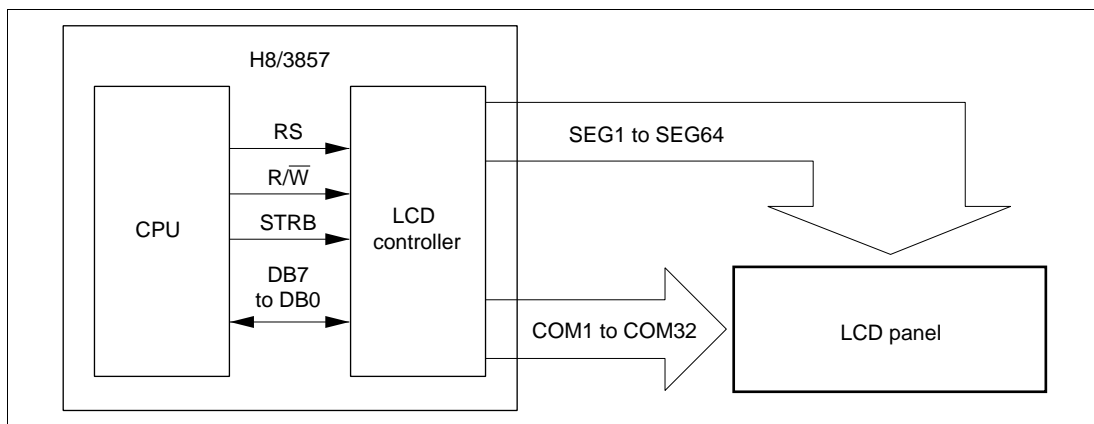 H8/3857
CPU
RS
R/W̅
STRB
DB7
to DB0
LCD
controller
SEG1 to SEG64
COM1 to COM32
LCD panel